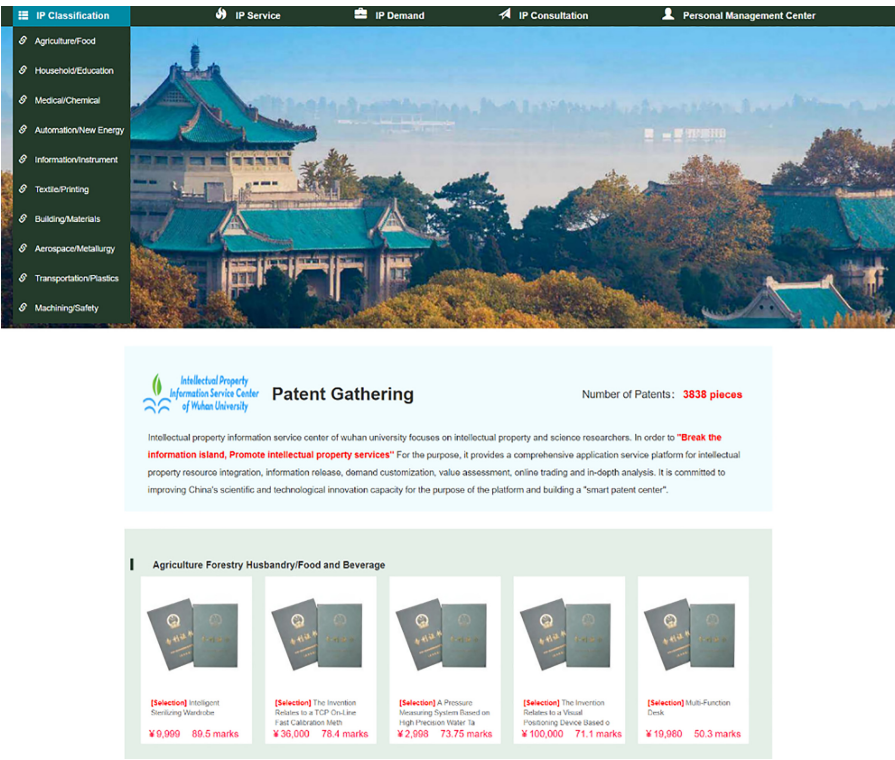 IP Classification
IP Service
IP Demand
IP Consultation
Personal Management Center
Agriculture/Food
Household/Education
Medical/Chemical
Automation/New Energy
Information/Instrument
Textile/Printing
Building/Materials
Aerospace/Metallurgy
Transportation/Plastics
Machining/Safety
Intellectual Property
Information Service Center
of Wuhan University
Patent Gathering
Number of Patents: 3838 pieces
Intellectual property information service center of wuhan university focuses on intellectual property and science researchers. In order to "Break the
information island, Promote intellectual property services" For the purpose, it provides a comprehensive application service platform for intellectual
property resource integration, information release, demand customization, value assessment, online trading and in-depth analysis. It is committed to
improving China's scientific and technological innovation capacity for the purpose of the platform and building a "smart patent center".
Agriculture Forestry Husbandry/Food and Beverage
[Selection] Intelligent
Sterilizing Wardrobe
¥9,999 89.5 marks
[Selection] The Invention
Relates to a TCP On-Line
Fast Calibration Meth
¥36,000 78.4 marks
[Selection] A Pressure
Measuring System Based on
High Precision Water Ta
¥2,998 73.75 marks
[Selection] The Invention
Relates to a Visual
Positioning Device Based o
¥100,000 71.1 marks
[Selection] Multi-Function
Desk
¥19,980 50.3 marks